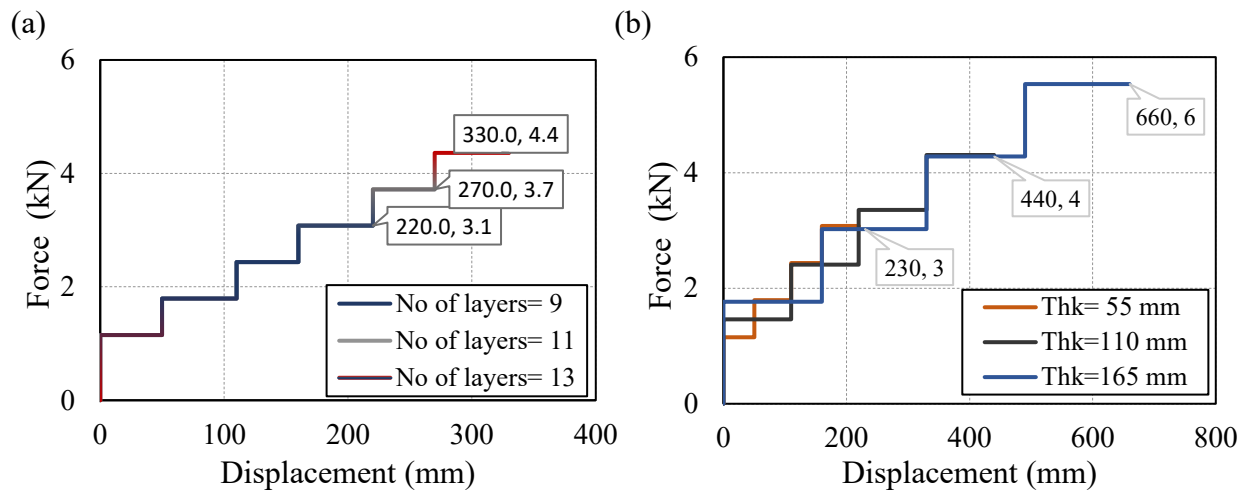 (a)
6
4
2
0
Force (kN)
330.0, 4.4
270.0, 3.7
220.0, 3.1
No of layers= 9
No of layers= 11
No of layers= 13
0 100 200 300 400
Displacement (mm)
(b)
6
4
2
0
Force (kN)
660, 6
440, 4
230, 3
Thk= 55 mm
Thk=110 mm
Thk=165 mm
0 200 400 600 800
Displacement (mm)